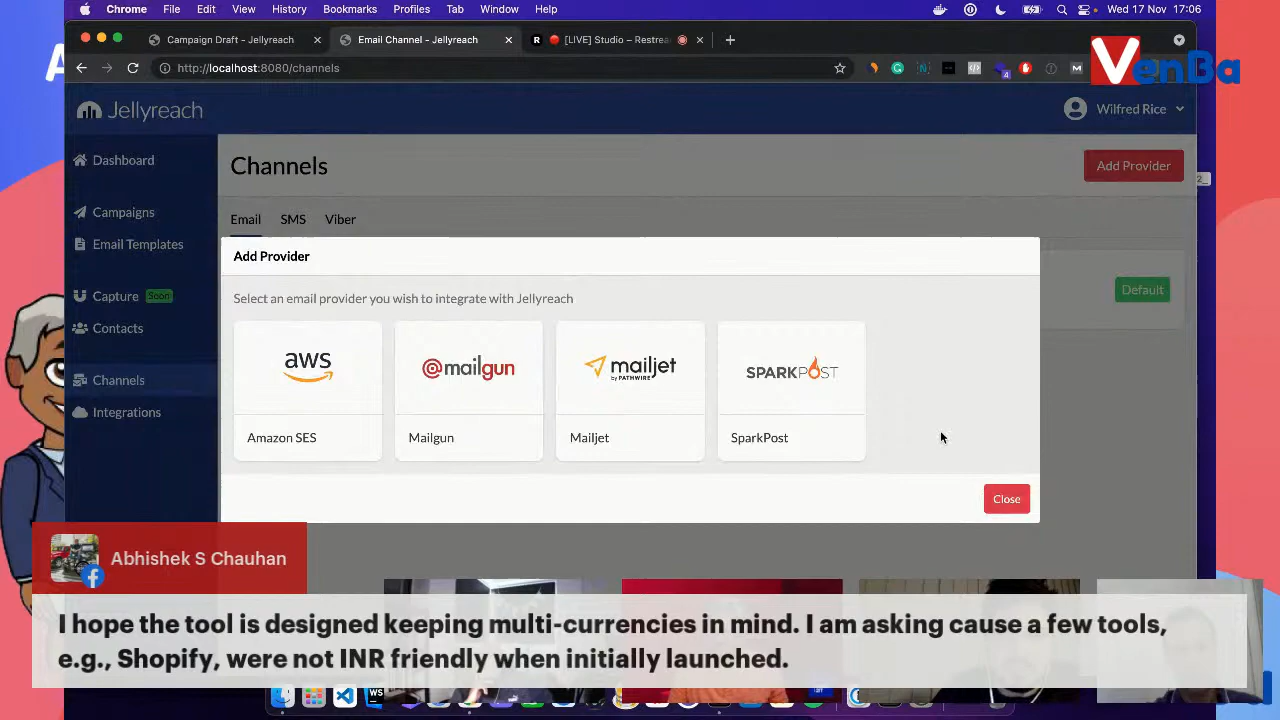 Chrome File Edit View History Bookmarks Profiles Tab Window Help Wed 17 Nov 17:06
Campaign Draft - Jellyreach Email Channel - Jellyreach [LIVE] Studio – Restrea
http://localhost:8080/channels
VenBa
Jellyreach
Wilfred Rice
Dashboard
Campaigns
Email Templates
Capture Soon
Contacts
Channels
Integrations
Channels
Add Provider
Email SMS Viber
Default
Add Provider
Select an email provider you wish to integrate with Jellyreach
aws
@mailgun
mailjet
by PATHWIRE
SPARKPOST
Amazon SES
Mailgun
Mailjet
SparkPost
Close
Abhishek S Chauhan
I hope the tool is designed keeping multi-currencies in mind. I am asking cause a few tools,
e.g., Shopify, were not INR friendly when initially launched.